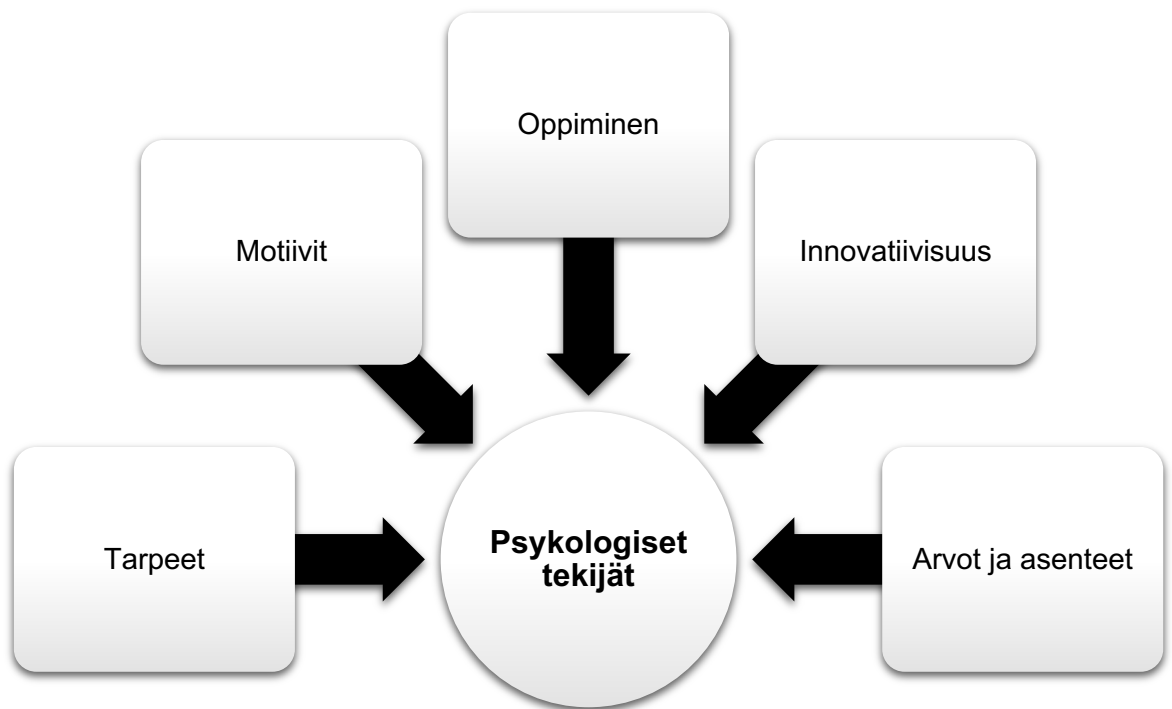 Oppiminen
Motiivit
Innovatiivisuus
Tarpeet
Psykologiset
tekijät
Arvot ja asenteet